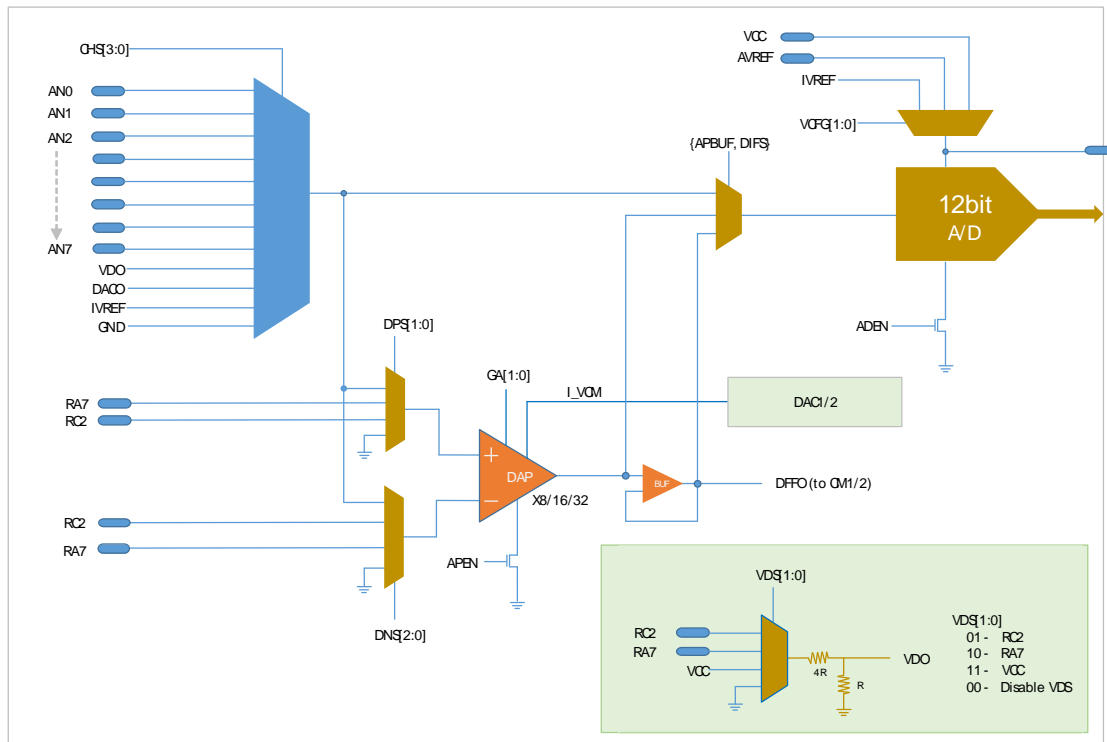 CHS[3:0]
AN0
AN1
AN2
AN7
VDO
DACO
IVREF
GND
VCC
AVREF
IVREF
VCFG[1:0]
{APBUF, DIFS}
12bit
A/D
ADEN
DPS[1:0]
GA[1:0]
I_VCM
DAC1/2
RA7
RC2
+
DAP
−
X8/16/32
BUF
DFFO (to CM1/2)
RC2
RA7
APEN
DNS[2:0]
VDS[1:0]
RC2
RA7
VCC
4R
R
VDO
VDS[1:0]
01 - RC2
10 - RA7
11 - VCC
00 - Disable VDS